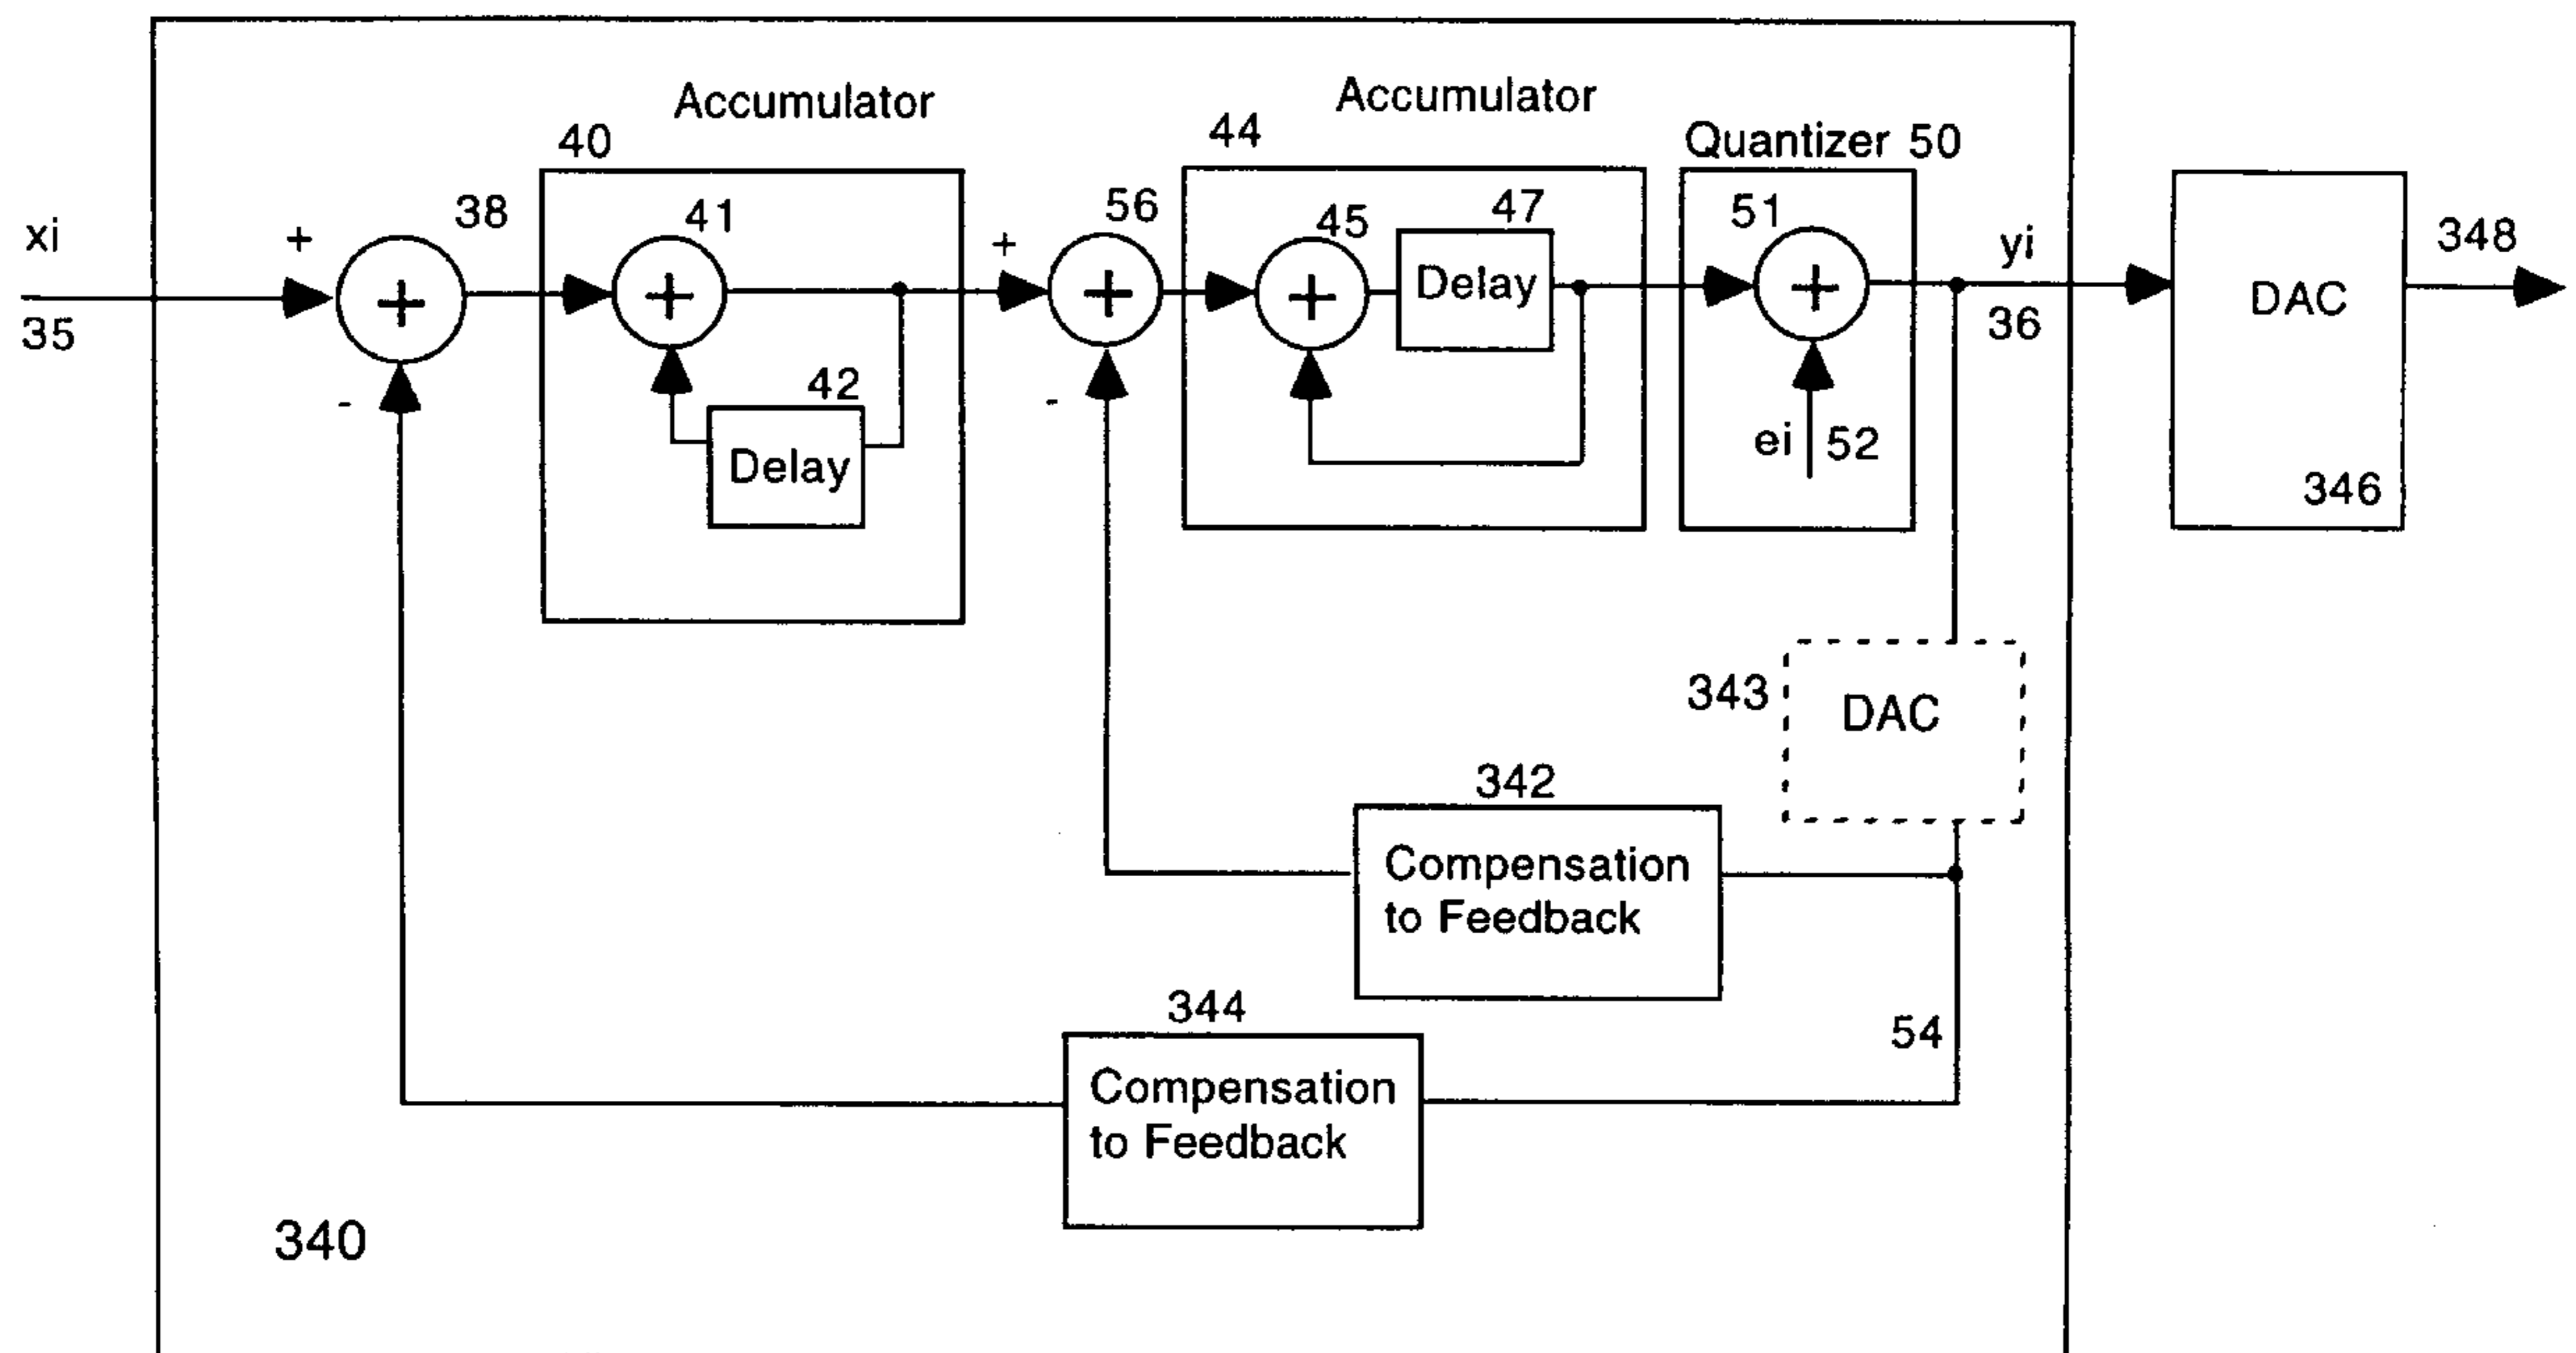 Accumulator
Accumulator
40
44
Quantizer 50
xi
+
38
41
+
56
45
47
51
yi
348
+
+
+
+
Delay
+
DAC
35
36
-
42
-
Delay
ei
52
346
343
DAC
342
Compensation
to Feedback
344
54
Compensation
to Feedback
340